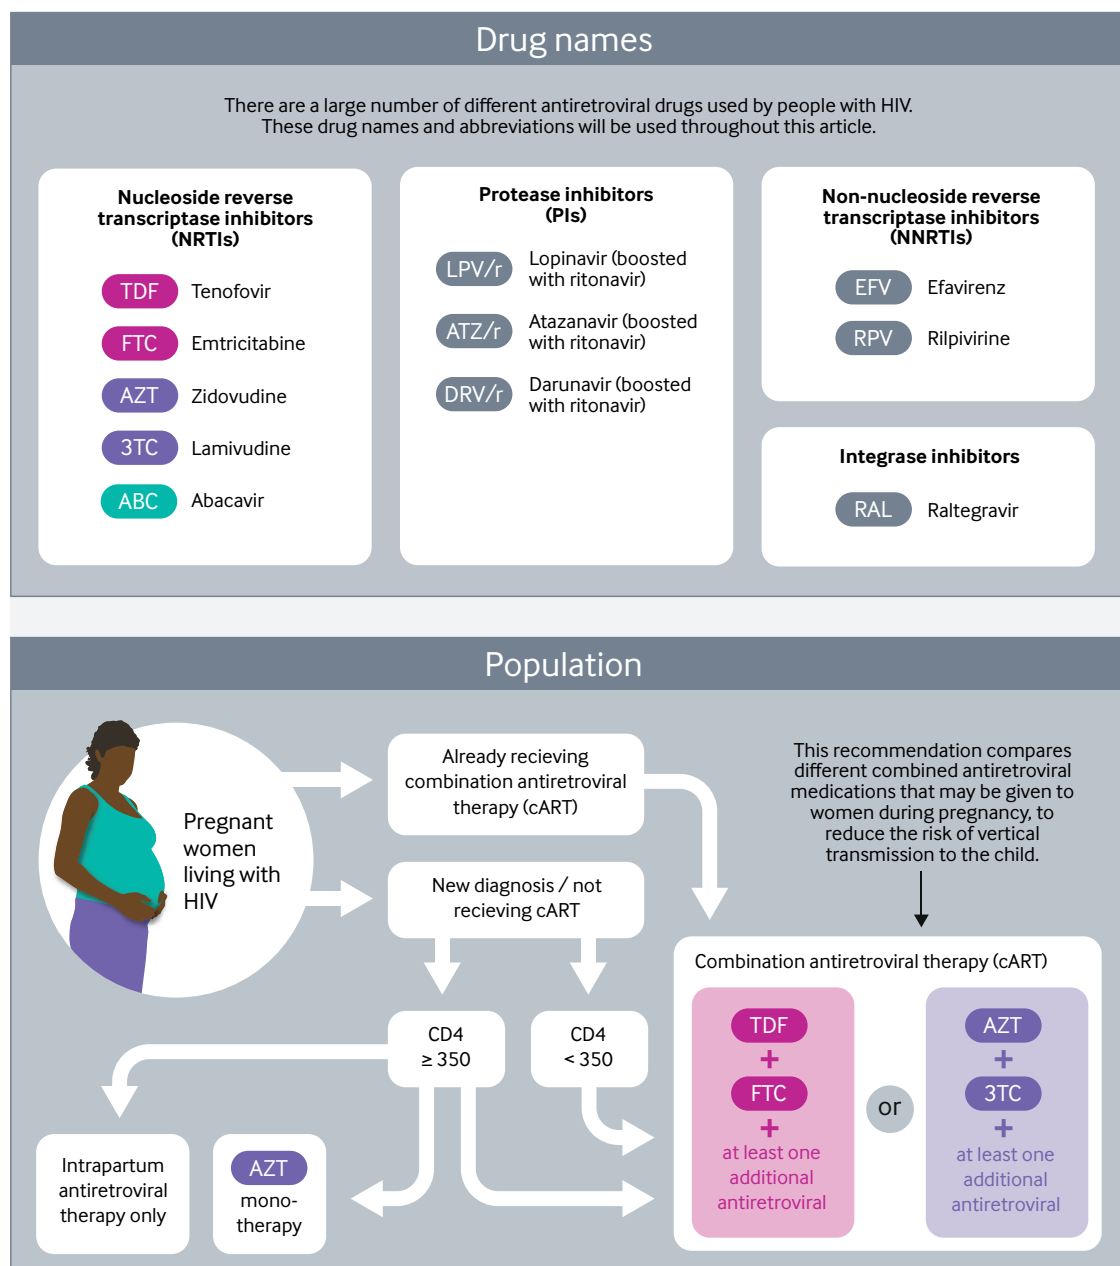 Drug names
There are a large number of different antiretroviral drugs used by people with HIV.
These drug names and abbreviations will be used throughout this article.
Nucleoside reverse
transcriptase inhibitors
(NRTIs)
TDF Tenofovir
FTC Emtricitabine
AZT Zidovudine
3TC Lamivudine
ABC Abacavir
Protease inhibitors
(PIs)
LPV/r Lopinavir (boosted
with ritonavir)
ATZ/r Atazanavir (boosted
with ritonavir)
DRV/r Darunavir (boosted
with ritonavir)
Non-nucleoside reverse
transcriptase inhibitors
(NNRTIs)
EFV Efavirenz
RPV Rilpivirine
Integrase inhibitors
RAL Raltegravir
Population
Pregnant
women
living with
HIV
Already recieving
combination antiretroviral
therapy (cART)
New diagnosis / not
recieving cART
CD4
≥ 350
CD4
< 350
Intrapartum
antiretroviral
therapy only
AZT
mono-
therapy
This recommendation compares
different combined antiretroviral
medications that may be given to
women during pregnancy, to
reduce the risk of vertical
transmission to the child.
Combination antiretroviral therapy (cART)
TDF
+
FTC
+
at least one
additional
antiretroviral
or
AZT
+
3TC
+
at least one
additional
antiretroviral